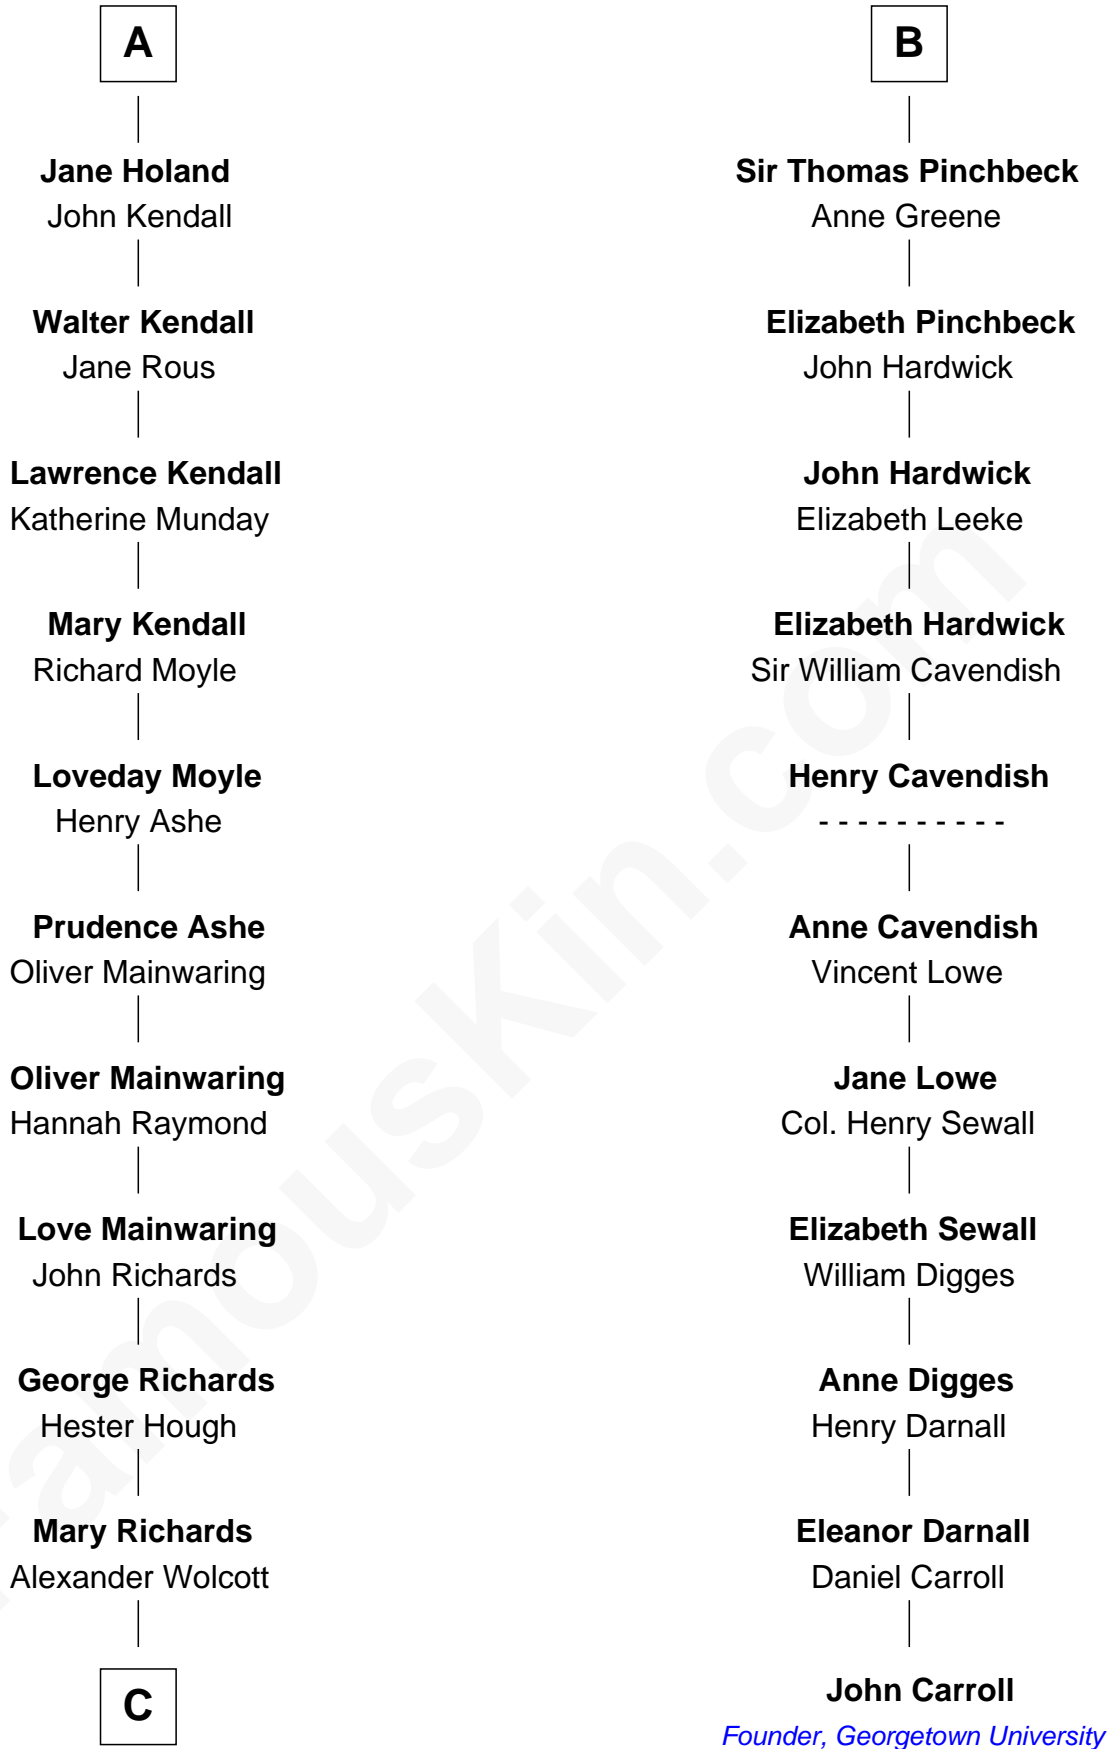 A
Jane Holand
John Kendall
Walter Kendall
Jane Rous
Lawrence Kendall
Katherine Munday
Mary Kendall
Richard Moyle
Loveday Moyle
Henry Ashe
Prudence Ashe
Oliver Mainwaring
Oliver Mainwaring
Hannah Raymond
Love Mainwaring
John Richards
George Richards
Hester Hough
Mary Richards
Alexander Wolcott
C
B
Sir Thomas Pinchbeck
Anne Greene
Elizabeth Pinchbeck
John Hardwick
John Hardwick
Elizabeth Leeke
Elizabeth Hardwick
Sir William Cavendish
Henry Cavendish
- - - - - - - - - -
Anne Cavendish
Vincent Lowe
Jane Lowe
Col. Henry Sewall
Elizabeth Sewall
William Digges
Anne Digges
Henry Darnall
Eleanor Darnall
Daniel Carroll
John Carroll
Founder, Georgetown University
FamousKin.com